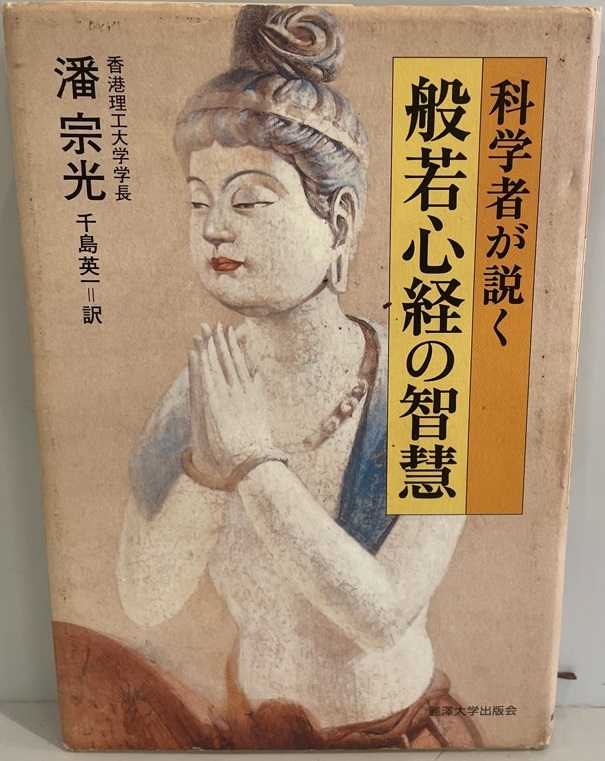 科学者が説く
般若心経の智慧
香港理工大学学長
潘 宗光
千島英一=訳
麗澤大学出版会